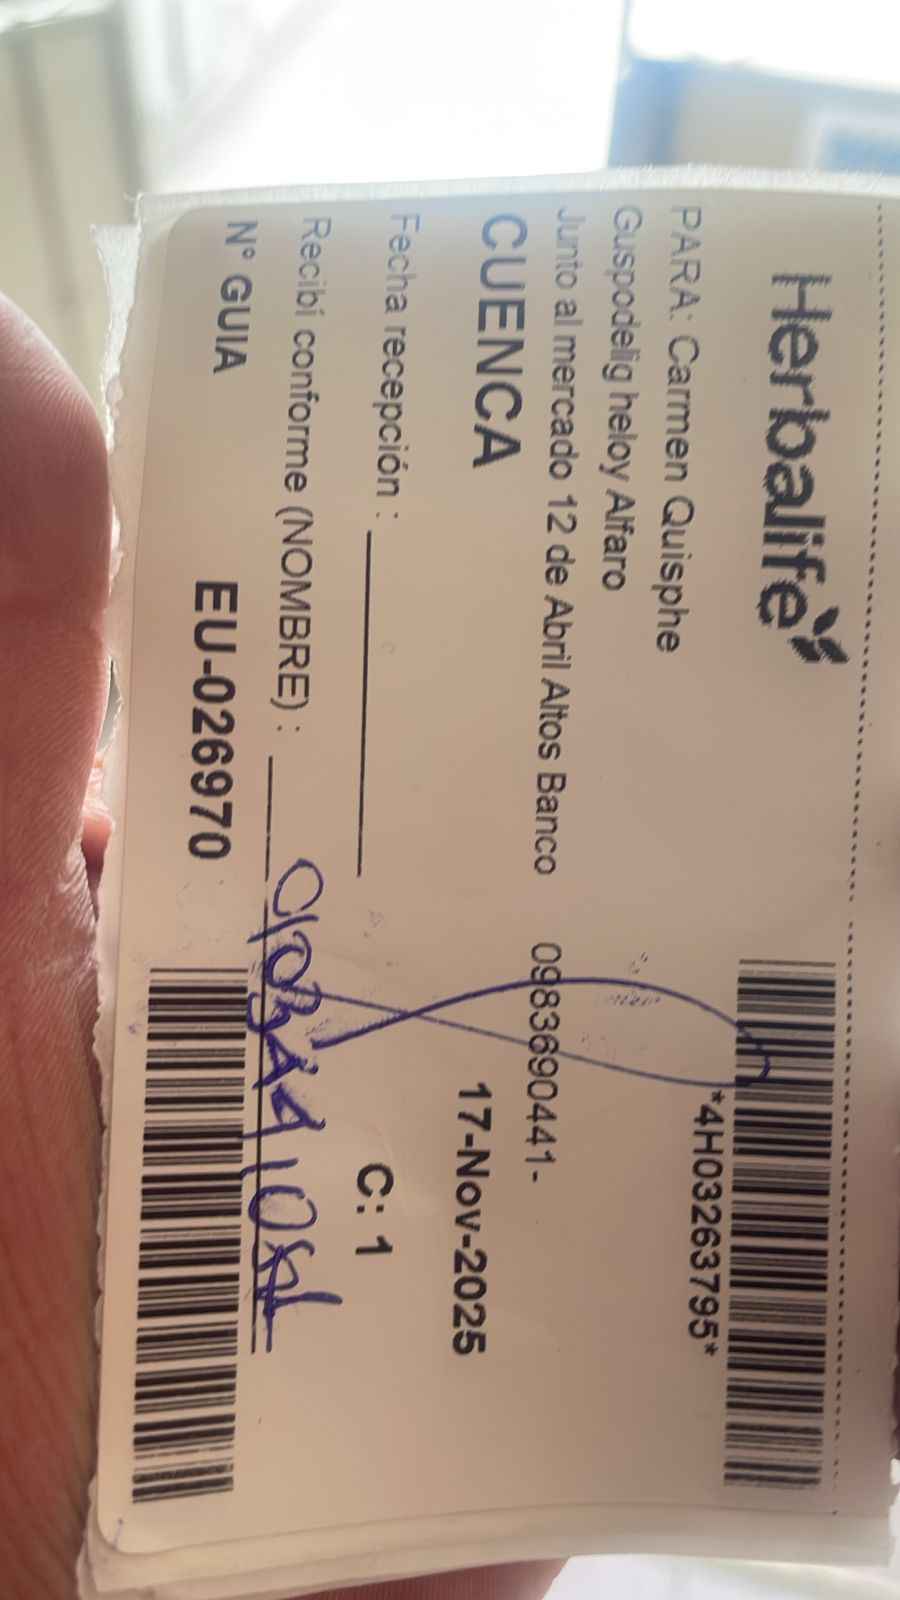 Herbalife
*4H03263795*
PARA: Carmen Quisphe
Guspodelig heloy Alfaro
Junto al mercado 12 de Abril Altos Banco 0983690441-
CUENCA 17-Nov-2025
Fecha recepción : C: 1
Recibí conforme (NOMBRE) :
N° GUIA EU-026970